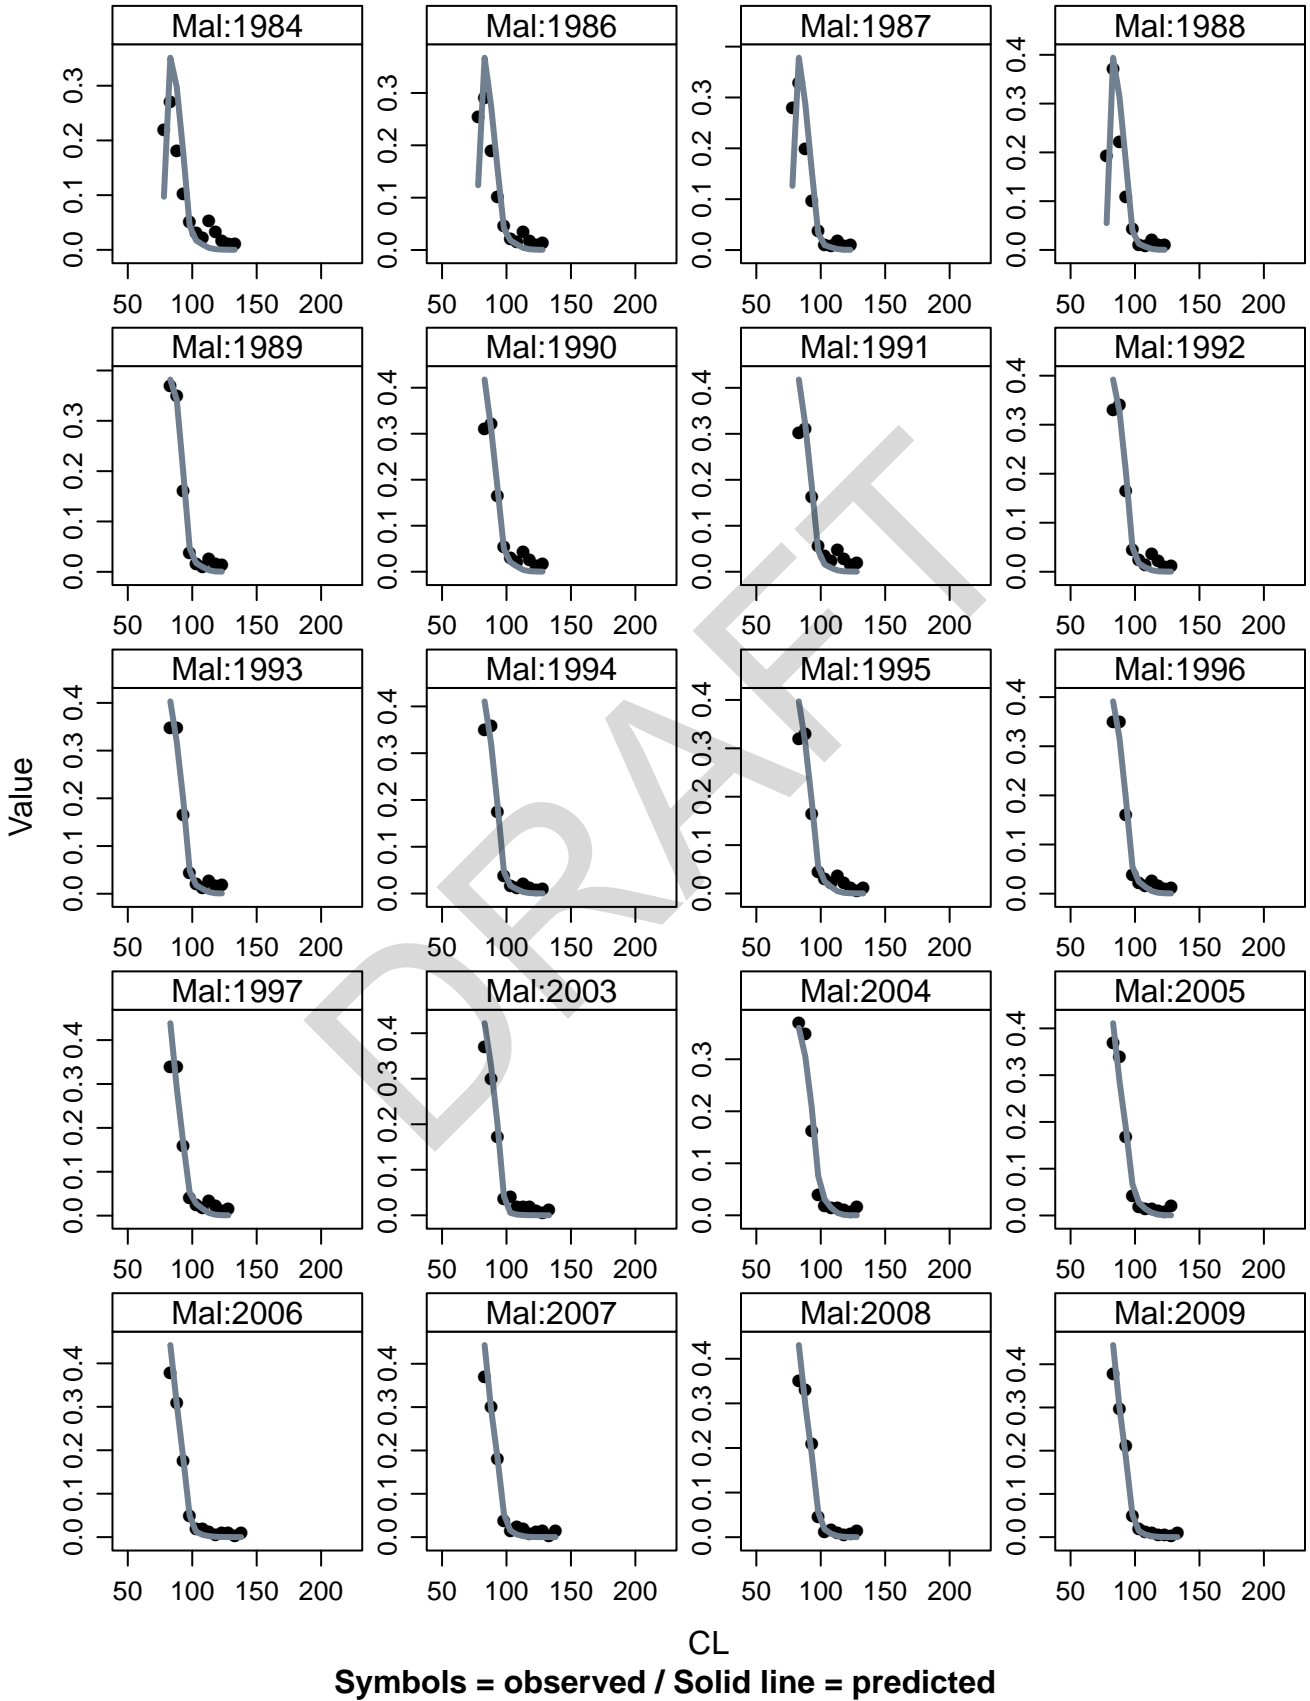 Mal:1984 Mal:1986 Mal:1987 Mal:1988
0.0 0.1 0.2 0.3 0.0 0.1 0.2 0.3 0.0 0.1 0.2 0.3 0.0 0.1 0.2 0.3 0.4
50 100 150 200 50 100 150 200 50 100 150 200 50 100 150 200
Mal:1989 Mal:1990 Mal:1991 Mal:1992
0.0 0.1 0.2 0.3 0.0 0.1 0.2 0.3 0.4 0.0 0.1 0.2 0.3 0.4 0.0 0.1 0.2 0.3 0.4
50 100 150 200 50 100 150 200 50 100 150 200 50 100 150 200
Mal:1993 Mal:1994 Mal:1995 Mal:1996
0.0 0.1 0.2 0.3 0.4 0.0 0.1 0.2 0.3 0.4 0.0 0.1 0.2 0.3 0.4 0.0 0.1 0.2 0.3 0.4
50 100 150 200 50 100 150 200 50 100 150 200 50 100 150 200
Value
DRAFT
Mal:1997 Mal:2003 Mal:2004 Mal:2005
0.0 0.1 0.2 0.3 0.4 0.0 0.1 0.2 0.3 0.4 0.0 0.1 0.2 0.3 0.0 0.1 0.2 0.3 0.4
50 100 150 200 50 100 150 200 50 100 150 200 50 100 150 200
Mal:2006 Mal:2007 Mal:2008 Mal:2009
0.0 0.1 0.2 0.3 0.4 0.0 0.1 0.2 0.3 0.4 0.0 0.1 0.2 0.3 0.4 0.0 0.1 0.2 0.3 0.4
50 100 150 200 50 100 150 200 50 100 150 200 50 100 150 200
CL
Symbols = observed / Solid line = predicted